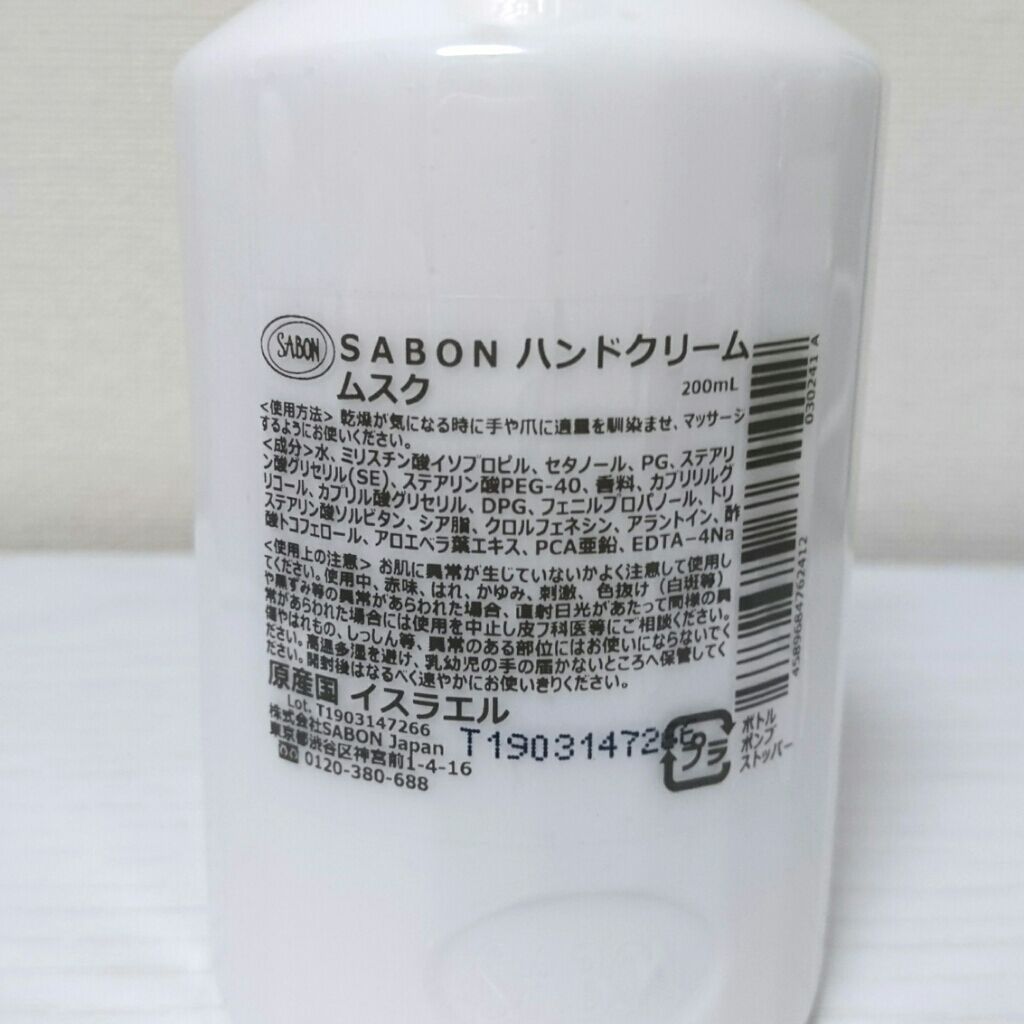 SABON
SABON ハンドクリーム
ムスク
200mL
<使用方法> 乾燥が気になる時に手や爪に適量を馴染ませ、マッサージ
するようにお使いください。
<成分>水、ミリスチン酸イソプロピル、セタノール、PG、ステアリ
ン酸グリセリル(SE)、ステアリン酸PEG-40、香料、カプリリルグ
リコール、カプリル酸グリセリル、DPG、フェニルプロパノール、トリ
ステアリン酸ソルビタン、シア脂、クロルフェネシン、アラントイン、酢
酸トコフェロール、アロエベラ葉エキス、PCA亜鉛、EDTA-4Na
<使用上の注意> お肌に異常が生じていないかよく注意して使用し
てください。使用中、赤味、はれ、かゆみ、刺激、色抜け(白斑等)
や黒ずみ等の異常があらわれた場合、直射日光があたって同様の異
常があらわれた場合には使用を中止し皮フ科医等にご相談ください。
傷やはれもの、しっしん等、異常のある部位にはお使いにならないでく
ださい。高温多湿を避け、乳幼児の手の届かないところへ保管してく
ださい。開封後はなるべく速やかにお使いきりください。
原産国 イスラエル
Lot. T1903147266
株式会社SABON Japan
東京都渋谷区神宮前1-4-16
0120-380-688
T1903147266
プラ
ボトル
ポンプ
ストッパー
030241 A
4589684762412